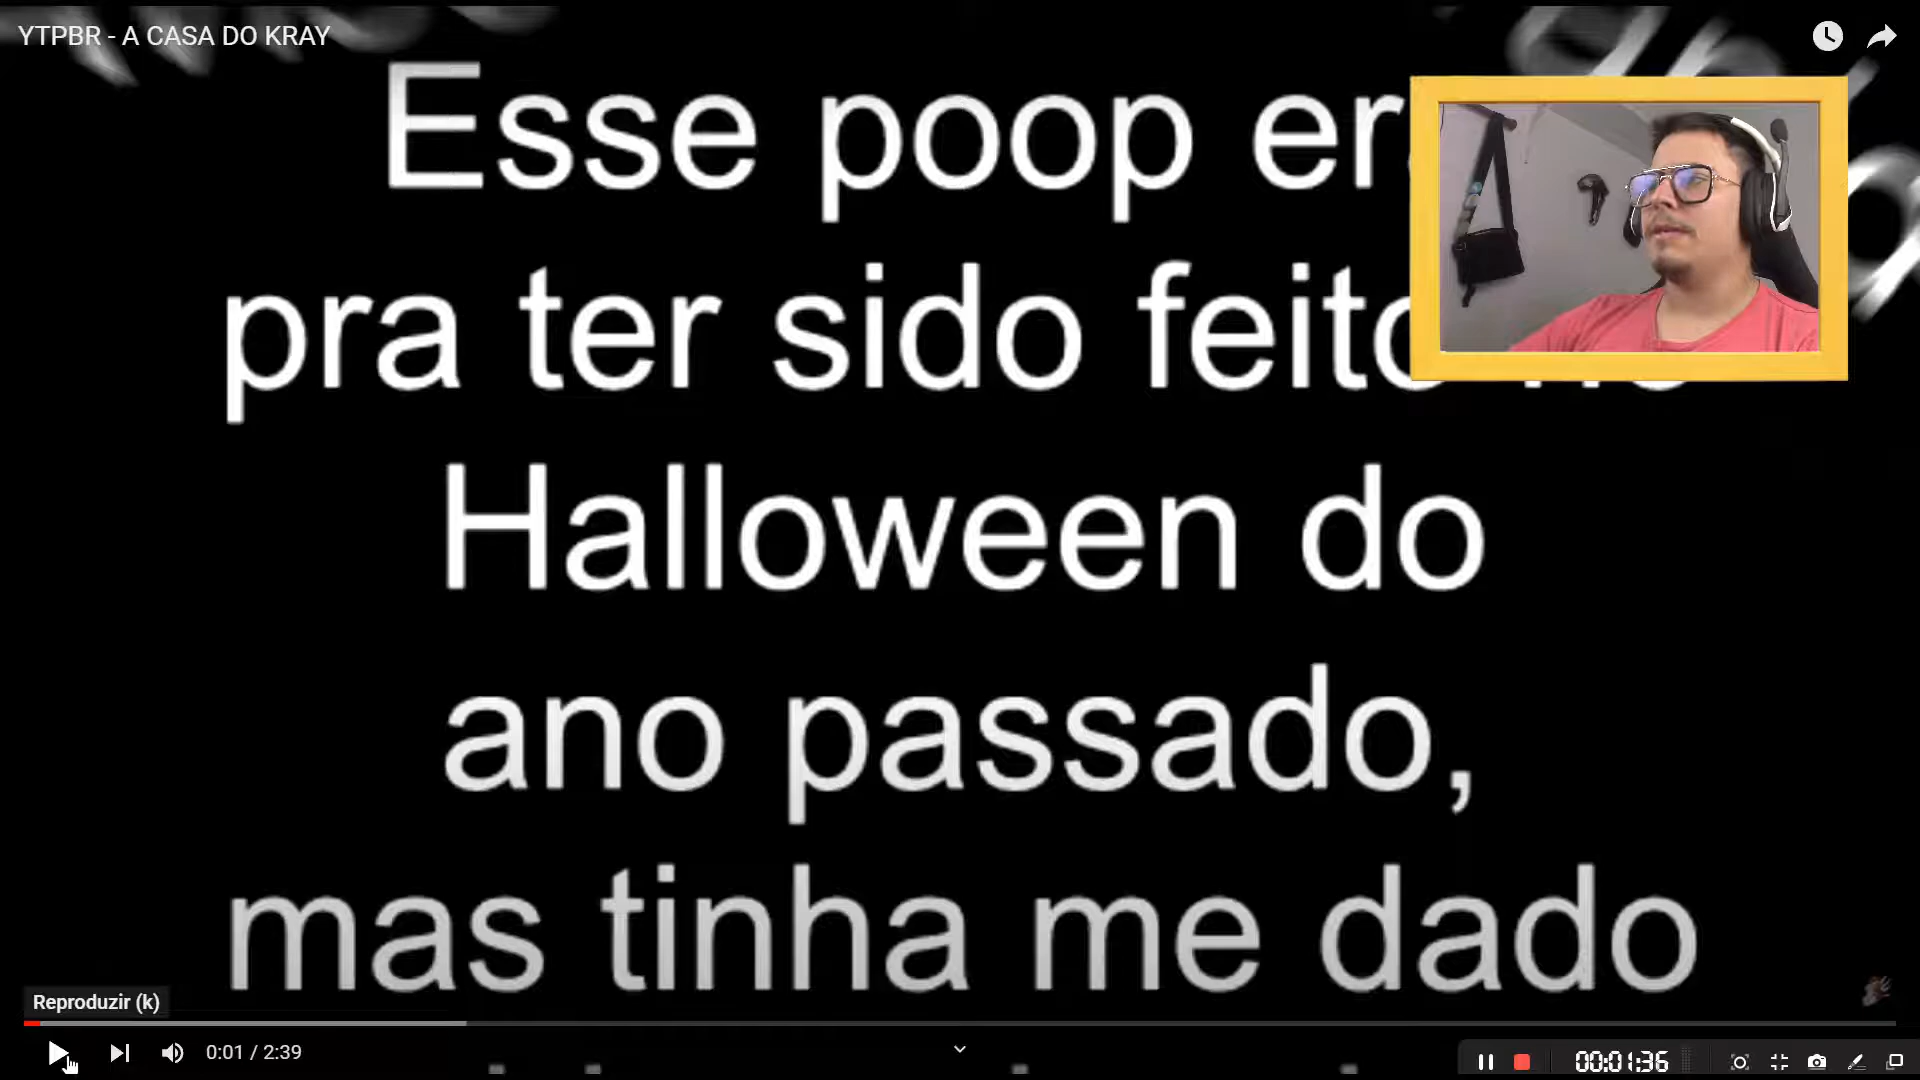 YTPBR - A CASA DO KRAY
Esse poop er
pra ter sido feito
Halloween do
ano passado,
mas tinha me dado
Reproduzir (k)
0:01 / 2:39
00:01:36